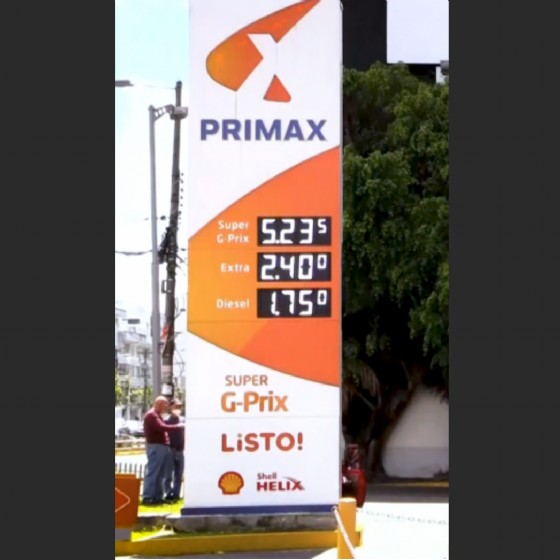 PRIMAX
Super
G-Prix
5.235
Extra
2.400
Diesel
1.750
SUPER
G-Prix
LiSTO!
Shell
HELIX